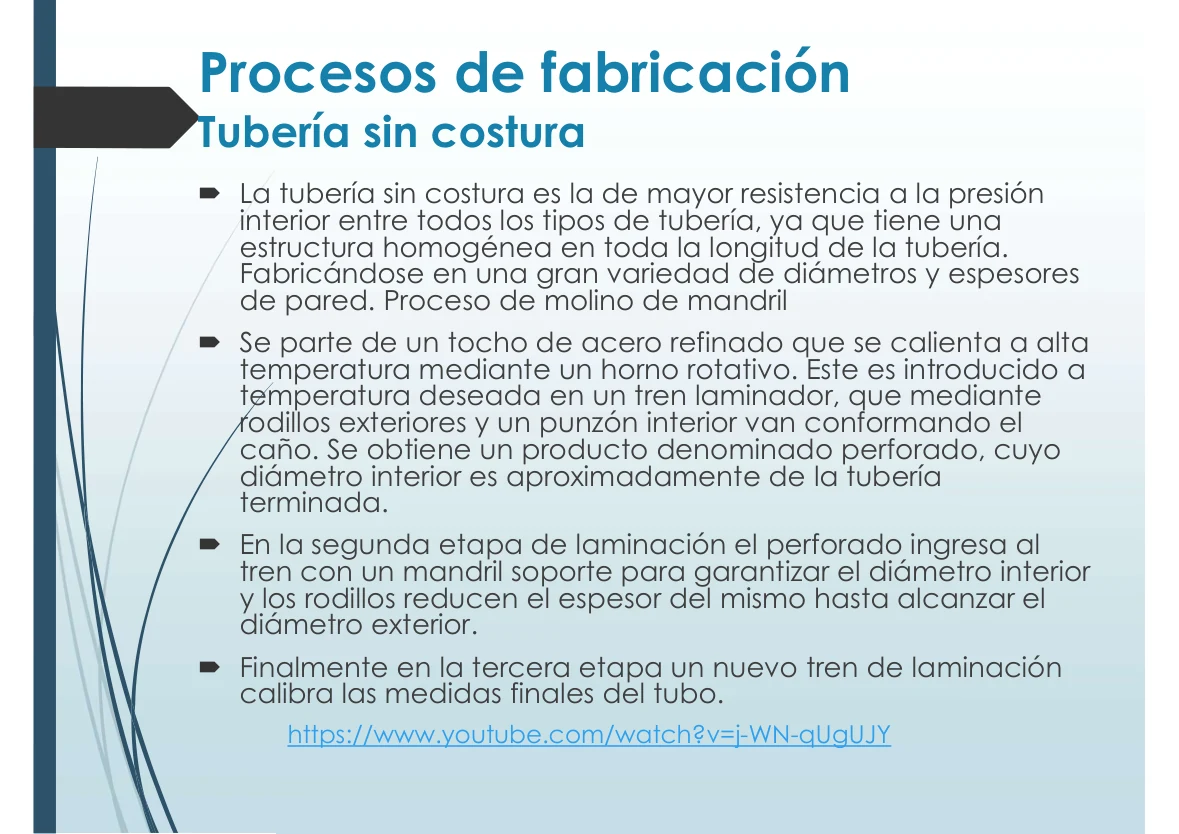 Procesos de fabricación
Tubería sin costura
La tubería sin costura es la de mayor resistencia a la presión
interior entre todos los tipos de tubería, ya que tiene una
estructura homogénea en toda la longitud de la tubería.
Fabricándose en una gran variedad de diámetros y espesores
de pared. Proceso de molino de mandril
Se parte de un tocho de acero refinado que se calienta a alta
temperatura mediante un horno rotativo. Este es introducido a
temperatura deseada en un tren laminador, que mediante
rodillos exteriores y un punzón interior van conformando el
caño. Se obtiene un producto denominado perforado, cuyo
diámetro interior es aproximadamente de la tubería
terminada.
En la segunda etapa de laminación el perforado ingresa al
tren con un mandril soporte para garantizar el diámetro interior
y los rodillos reducen el espesor del mismo hasta alcanzar el
diámetro exterior.
Finalmente en la tercera etapa un nuevo tren de laminación
calibra las medidas finales del tubo.
https://www.youtube.com/watch?v=j-WN-qUgUJY